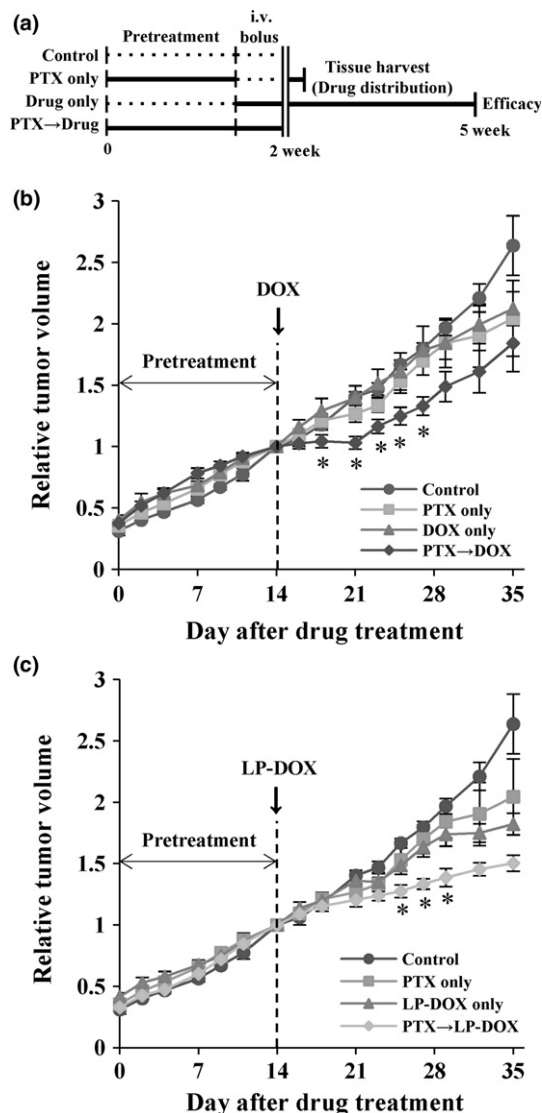 (a)
i.v.
Pretreatment bolus
Control
PTX only
Tissue harvest
(Drug distribution)
Drug only
Efficacy
PTX→Drug
0 2 week 5 week
(b)
3
2.5
2
1.5
1
0.5
0
Relative tumor volume
DOX
Pretreatment
* * * * *
Control
PTX only
DOX only
PTX→DOX
0 7 14 21 28 35
Day after drug treatment
(c)
3
2.5
2
1.5
1
0.5
0
Relative tumor volume
LP-DOX
Pretreatment
* * *
Control
PTX only
LP-DOX only
PTX→LP-DOX
0 7 14 21 28 35
Day after drug treatment